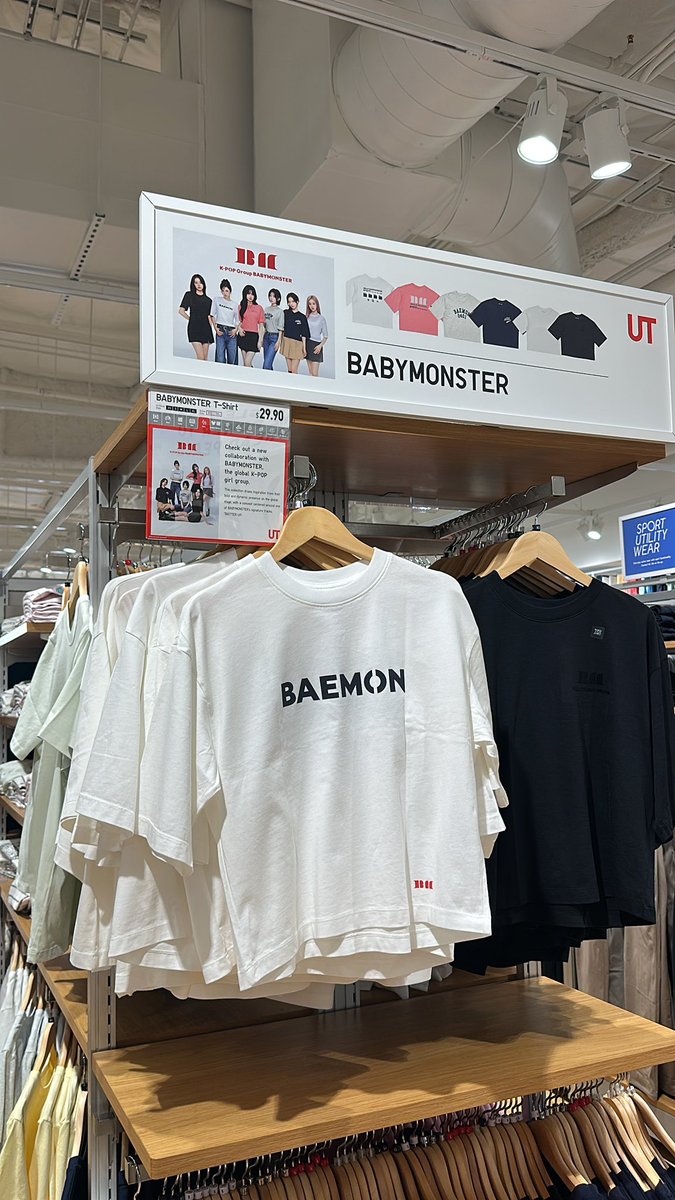 BM
K-POP Group BABYMONSTER
UT
BABYMONSTER
BABYMONSTER T-Shirt
$29.90
BM
Check out a new
collaboration with
BABYMONSTER,
the global K-POP
girl group.
UT
SPORT
UTILITY
WEAR
BAEMON
BM